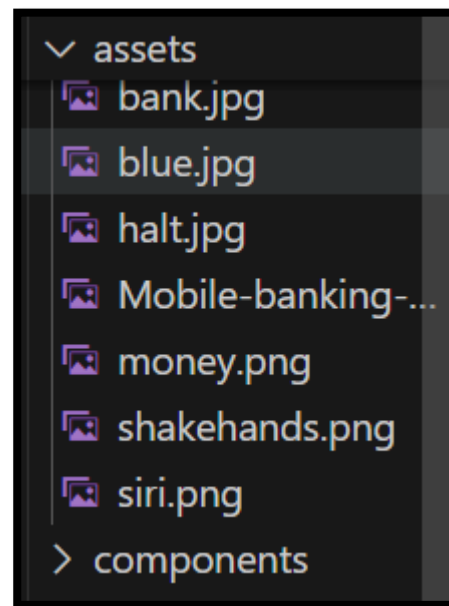 assets
bank.jpg
blue.jpg
halt.jpg
Mobile-banking-...
money.png
shakehands.png
siri.png
components